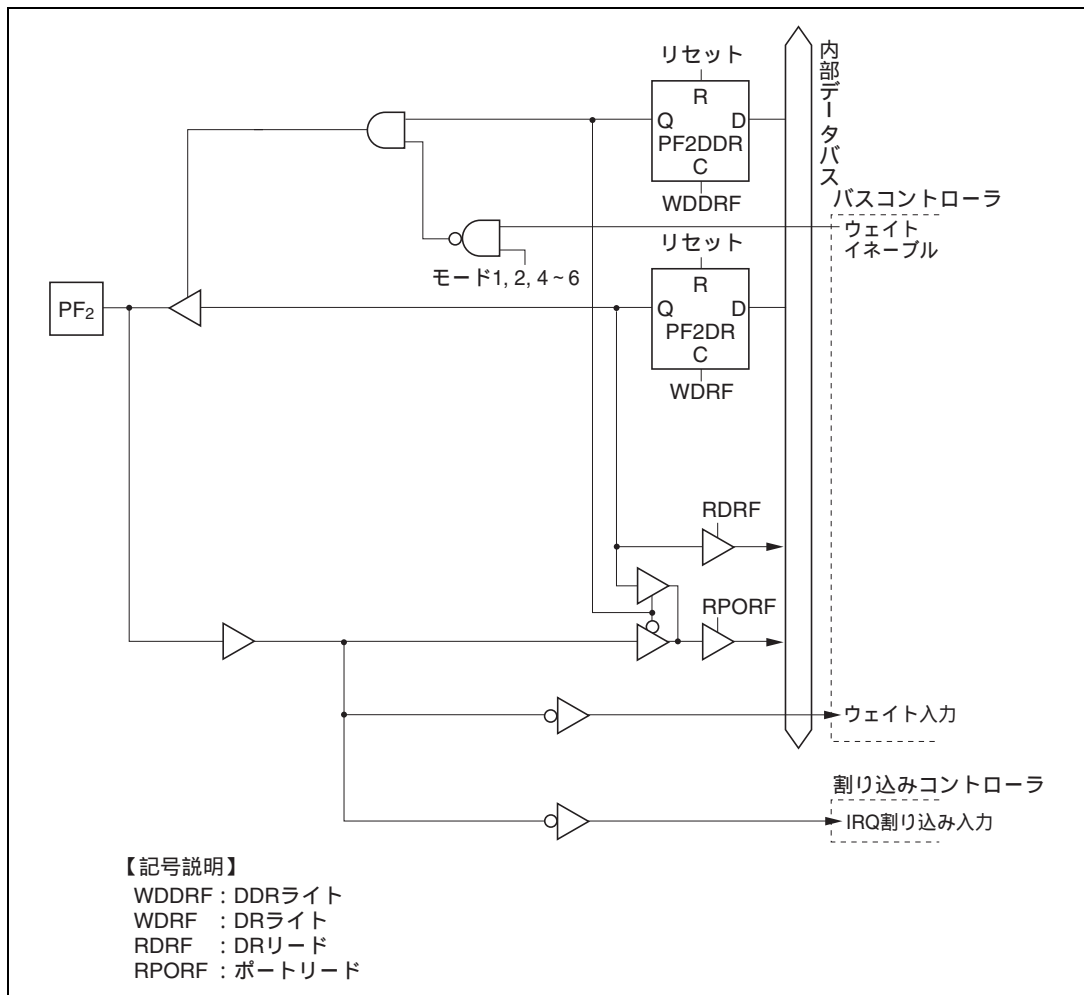 リセット
R
Q D
PF2DDR
C
WDDRF
内部データバス
バスコントローラ
ウェイト
イネーブル
モード1, 2, 4~6
リセット
R
Q D
PF2DR
C
WDRF
PF2
RDRF
RPORF
ウェイト入力
割り込みコントローラ
IRQ割り込み入力
【記号説明】
WDDRF : DDRライト
WDRF : DRライト
RDRF : DRリード
RPORF : ポートリード